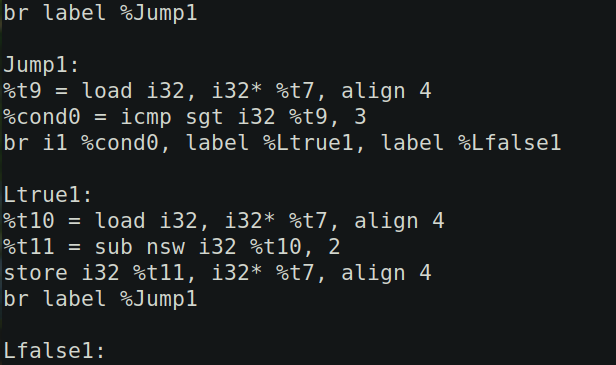 br label %Jump1
Jump1:
%t9 = load i32, i32* %t7, align 4
%cond0 = icmp sgt i32 %t9, 3
br i1 %cond0, label %Ltrue1, label %Lfalse1
Ltrue1:
%t10 = load i32, i32* %t7, align 4
%t11 = sub nsw i32 %t10, 2
store i32 %t11, i32* %t7, align 4
br label %Jump1
Lfalse1: